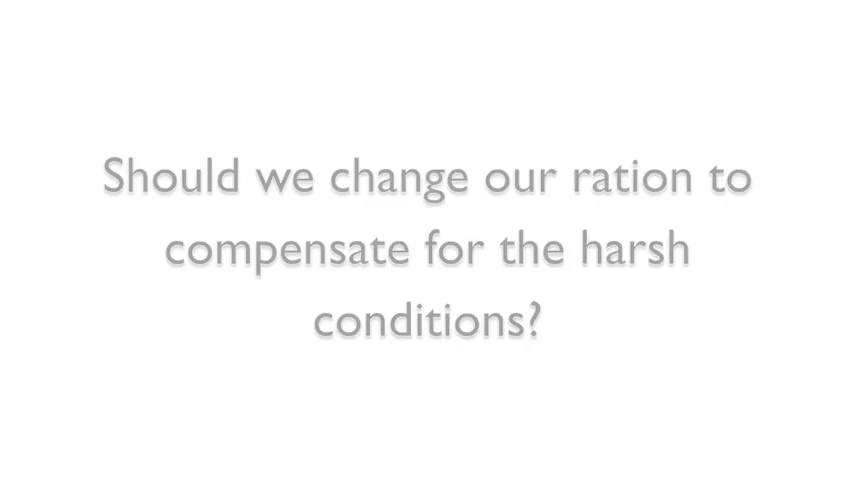 Should we change our ration to
compensate for the harsh
conditions?